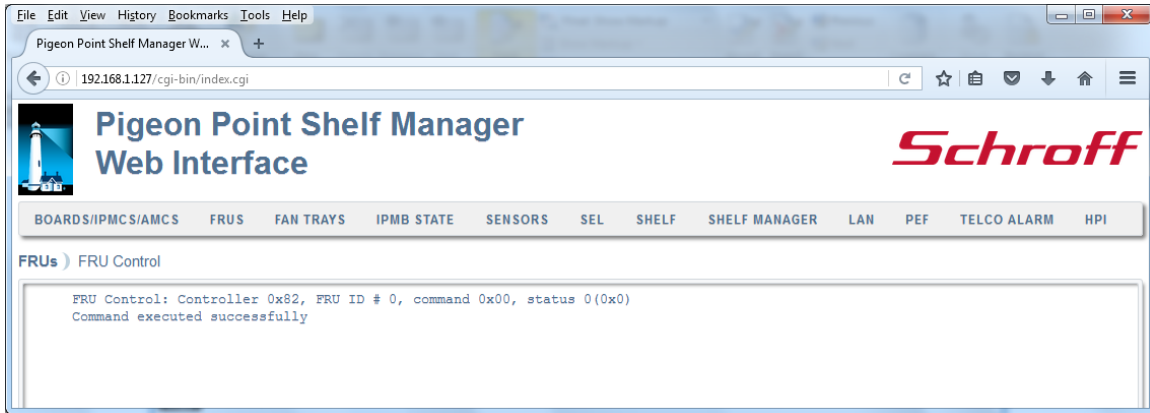 File Edit View History Bookmarks Tools Help
Pigeon Point Shelf Manager W... × +
192.168.1.127/cgi-bin/index.cgi
Pigeon Point Shelf Manager
Web Interface
Schroff
BOARDS/IPMCS/AMCS FRUS FAN TRAYS IPMB STATE SENSORS SEL SHELF SHELF MANAGER LAN PEF TELCO ALARM HPI
FRUs ) FRU Control
FRU Control: Controller 0x82, FRU ID # 0, command 0x00, status 0(0x0)
Command executed successfully